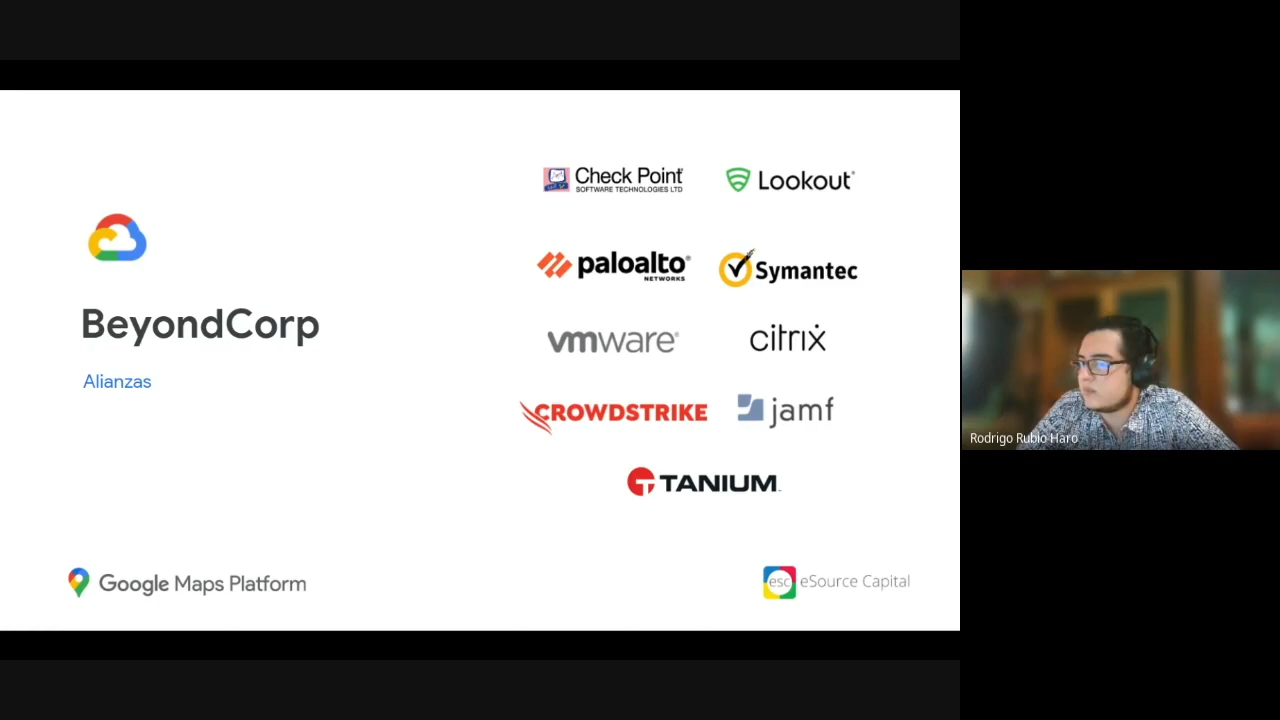 BeyondCorp
Alianzas
Check Point
SOFTWARE TECHNOLOGIES LTD
Lookout
paloalto
NETWORKS
Symantec
vmware
citrix
CROWDSTRIKE
jamf
TANIUM
Google Maps Platform
esc eSource Capital
Rodrigo Rubio Haro